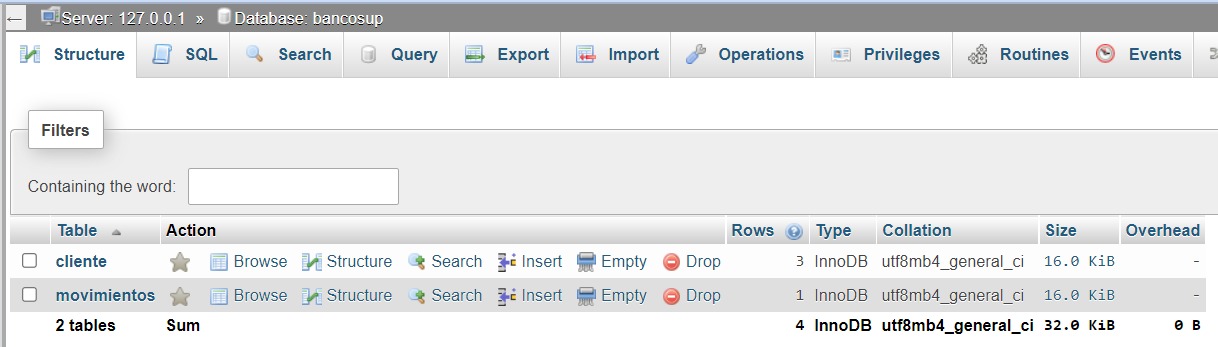 Server: 127.0.0.1 » Database: bancosup
Structure SQL Search Query Export Import Operations Privileges Routines Events
Filters
Containing the word:
Table Action Rows Type Collation Size Overhead
cliente Browse Structure Search Insert Empty Drop 3 InnoDB utf8mb4_general_ci 16.0 KiB -
movimientos Browse Structure Search Insert Empty Drop 1 InnoDB utf8mb4_general_ci 16.0 KiB -
2 tables Sum 4 InnoDB utf8mb4_general_ci 32.0 KiB 0 B